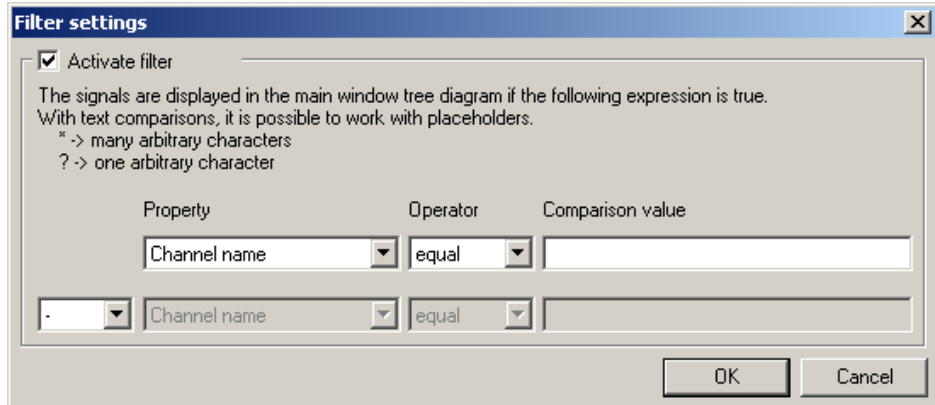 Filter settings
Activate filter
The signals are displayed in the main window tree diagram if the following expression is true.
With text comparisons, it is possible to work with placeholders.
* -> many arbitrary characters
? -> one arbitrary character
Property Operator Comparison value
Channel name equal
- Channel name equal
OK Cancel